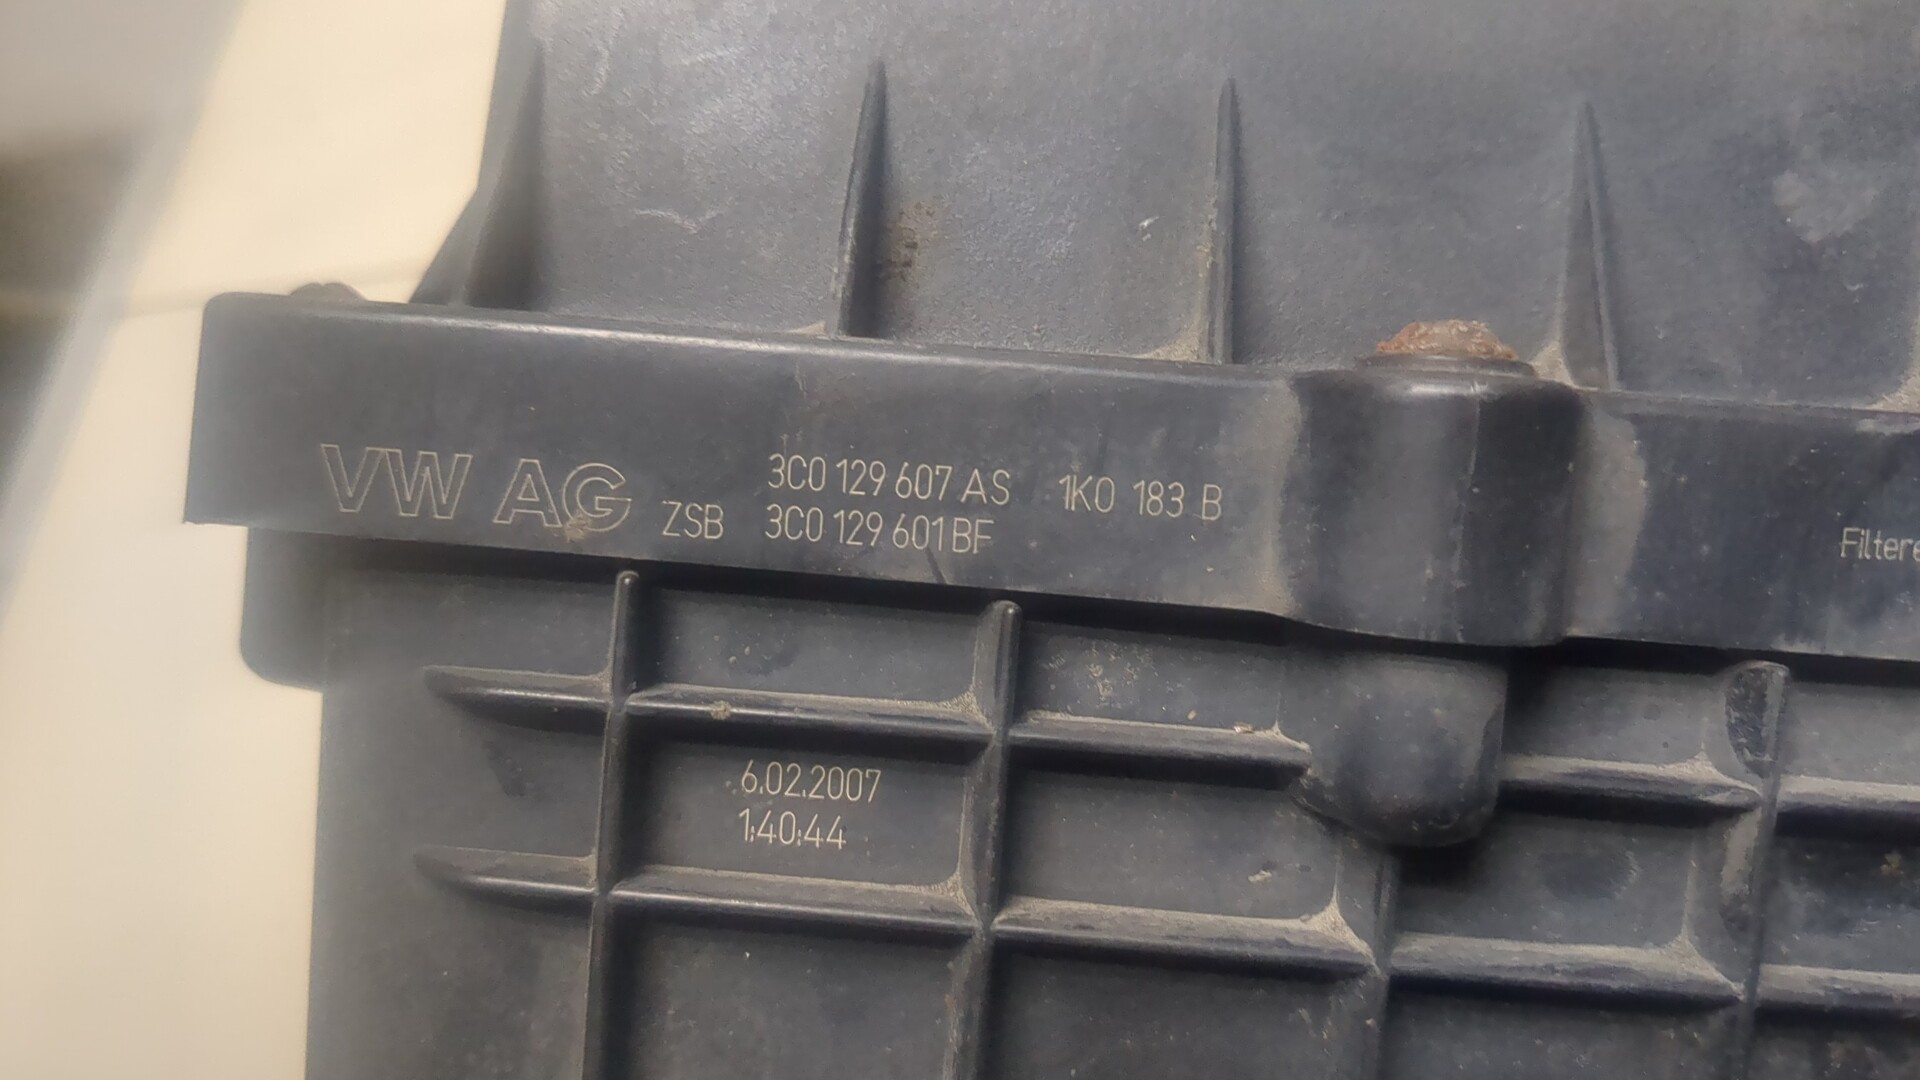 VW AG
3C0 129 607 AS 1K0 183 B
ZSB 3C0 129 601 BF
Filtere
6.02.2007
1:40:44